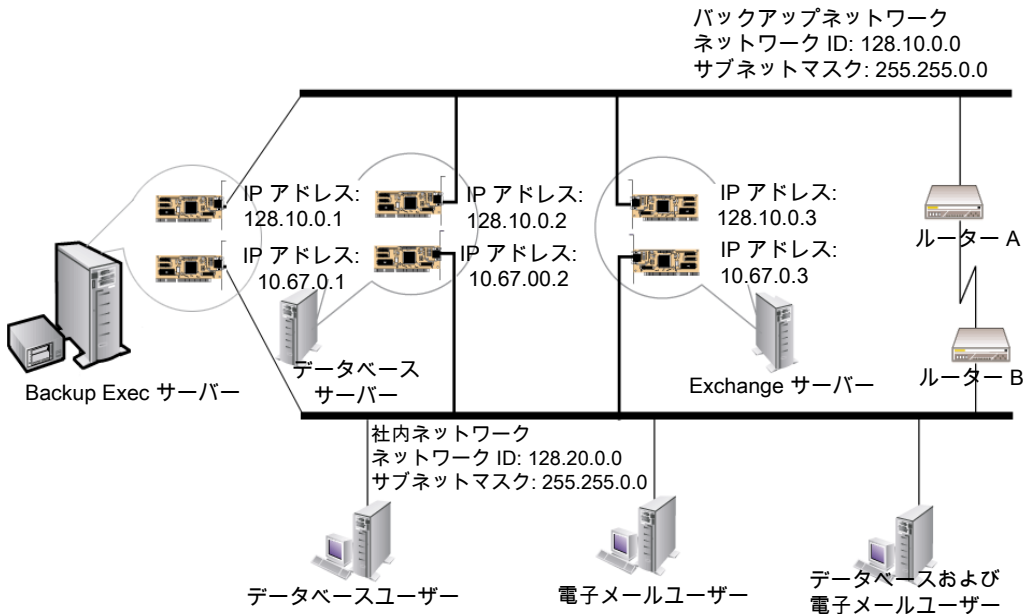 バックアップネットワーク
ネットワーク ID: 128.10.0.0
サブネットマスク: 255.255.0.0
IP アドレス:
128.10.0.1
IP アドレス:
128.10.0.2
IP アドレス:
128.10.0.3
ルーター A
IP アドレス:
10.67.0.1
IP アドレス:
10.67.00.2
IP アドレス:
10.67.0.3
Backup Exec サーバー
データベース
サーバー
Exchange サーバー
ルーター B
社内ネットワーク
ネットワーク ID: 128.20.0.0
サブネットマスク: 255.255.0.0
データベースユーザー
電子メールユーザー
データベースおよび
電子メールユーザー